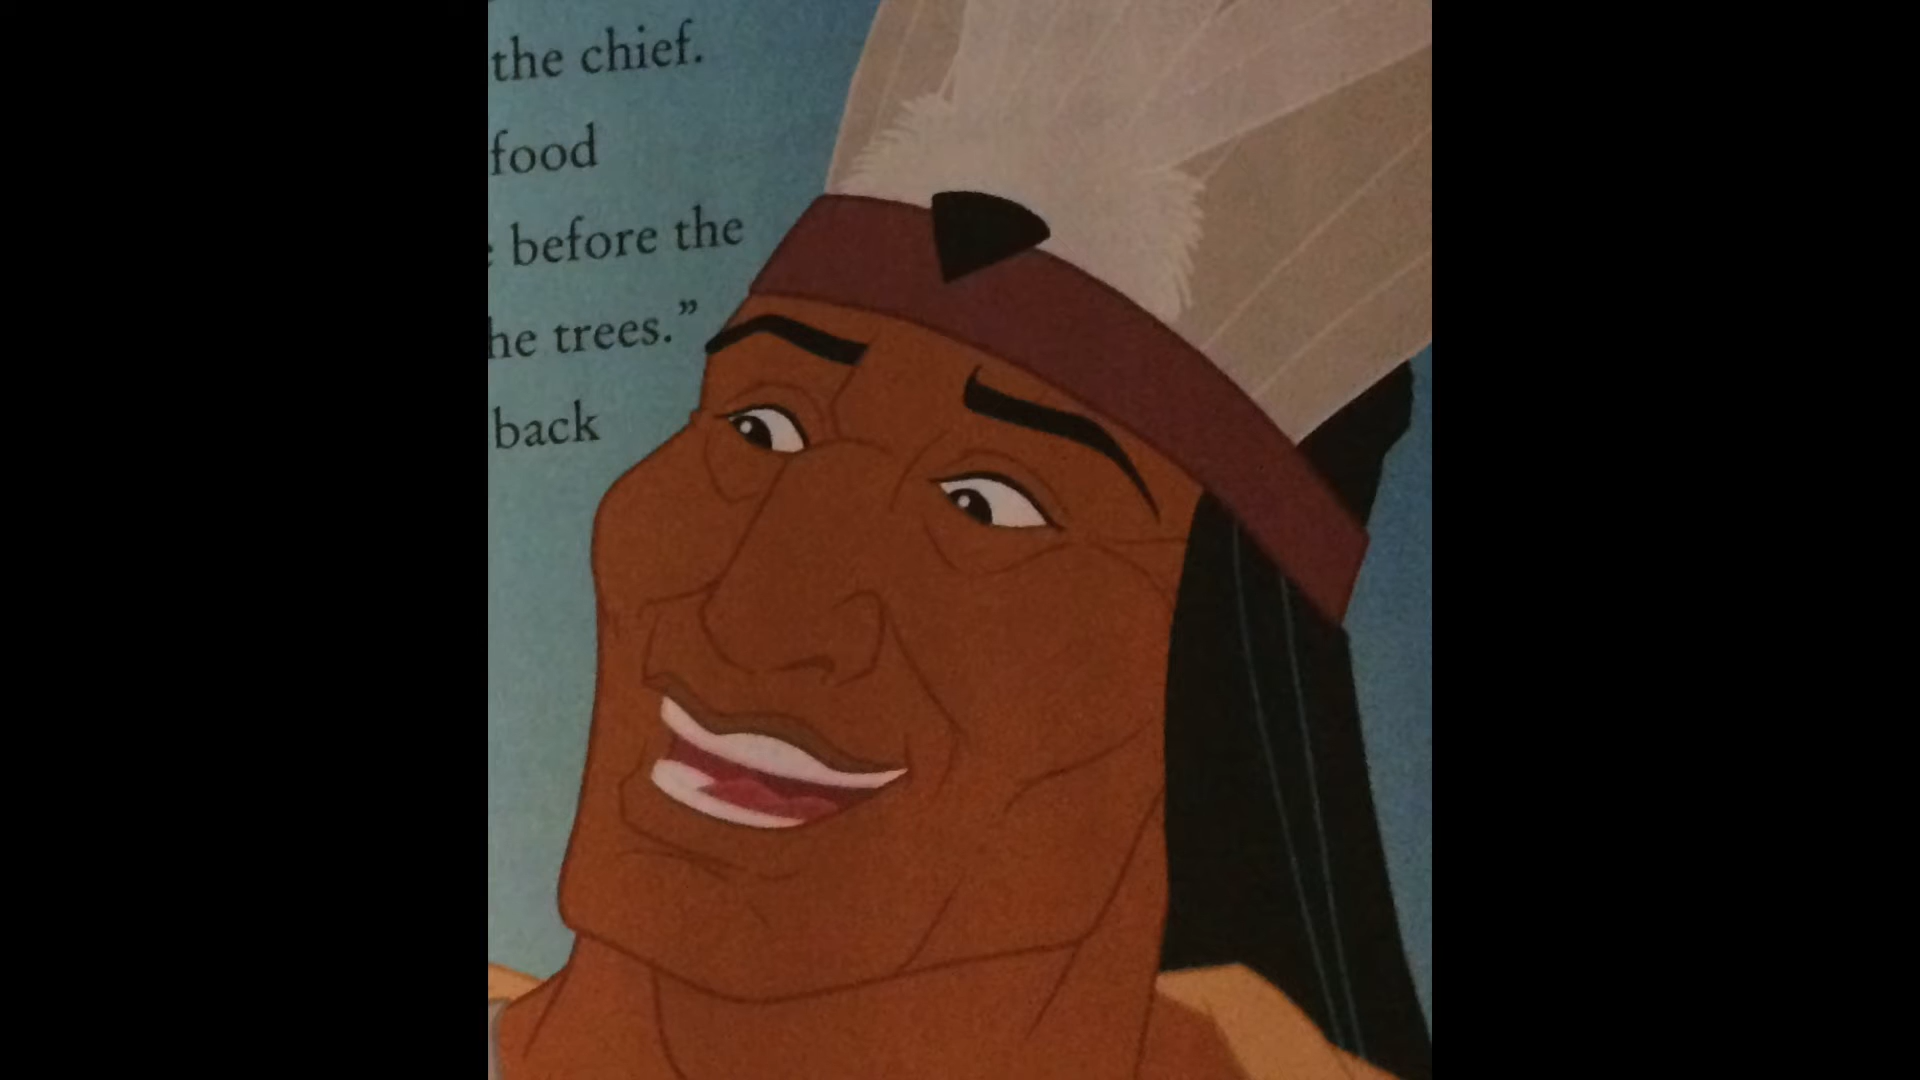 the chief.
food
before the
he trees.”
back